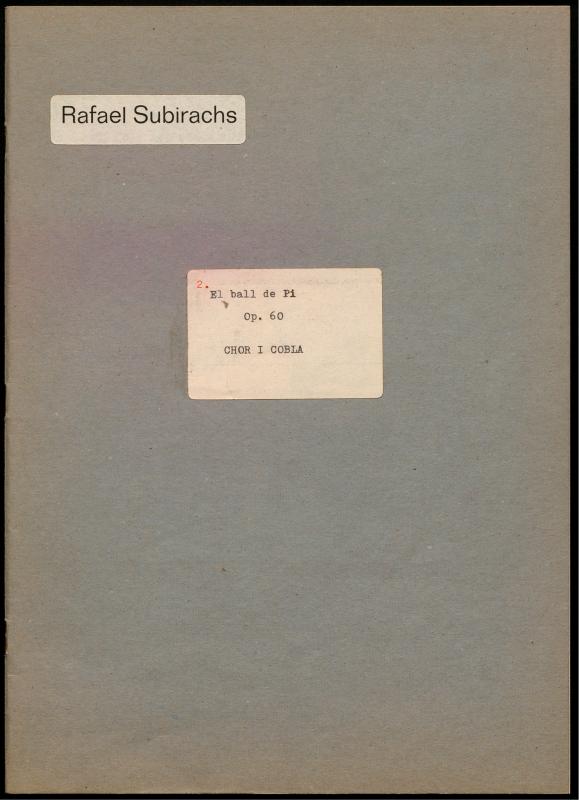 Rafael Subirachs
2.
El ball de Pi
Op. 60
CHOR I COBLA